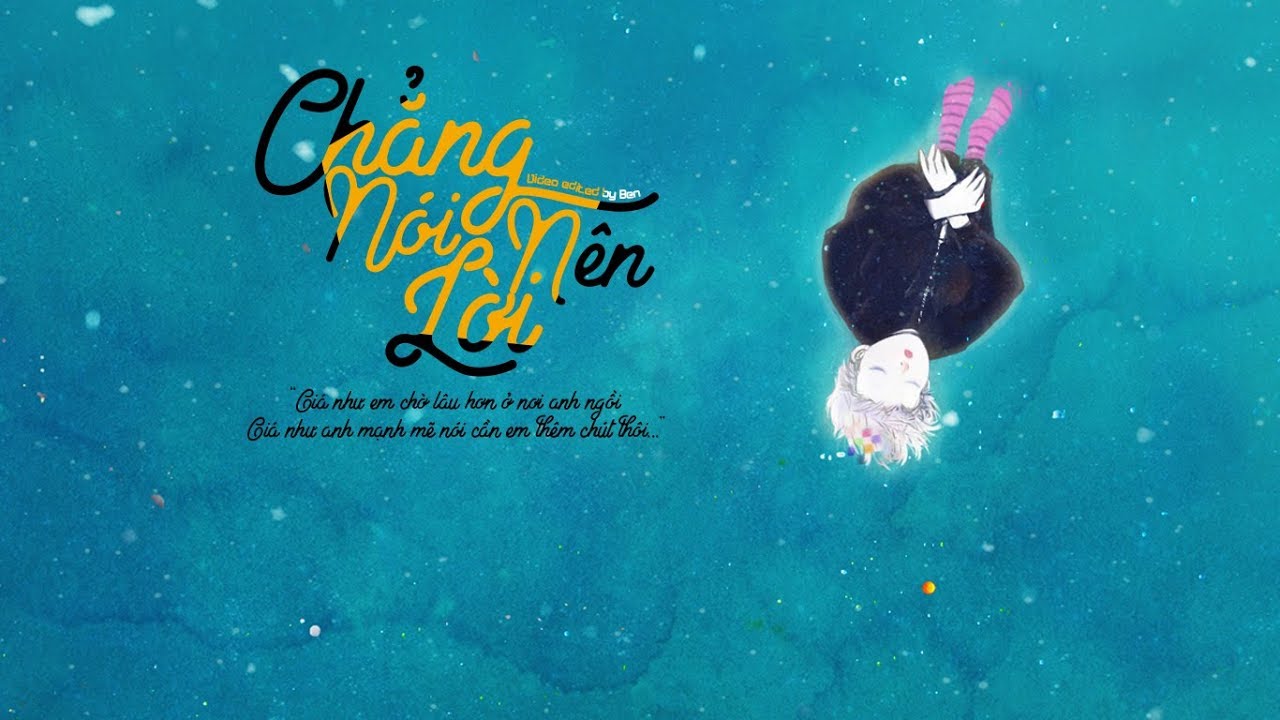 Chẳng
Video edited by Ben
Nói Nên
Lời
"Giá như em chờ lâu hơn ở nơi anh ngồi
Giá như anh mạnh mẽ nói cần em thêm chút thôi..."